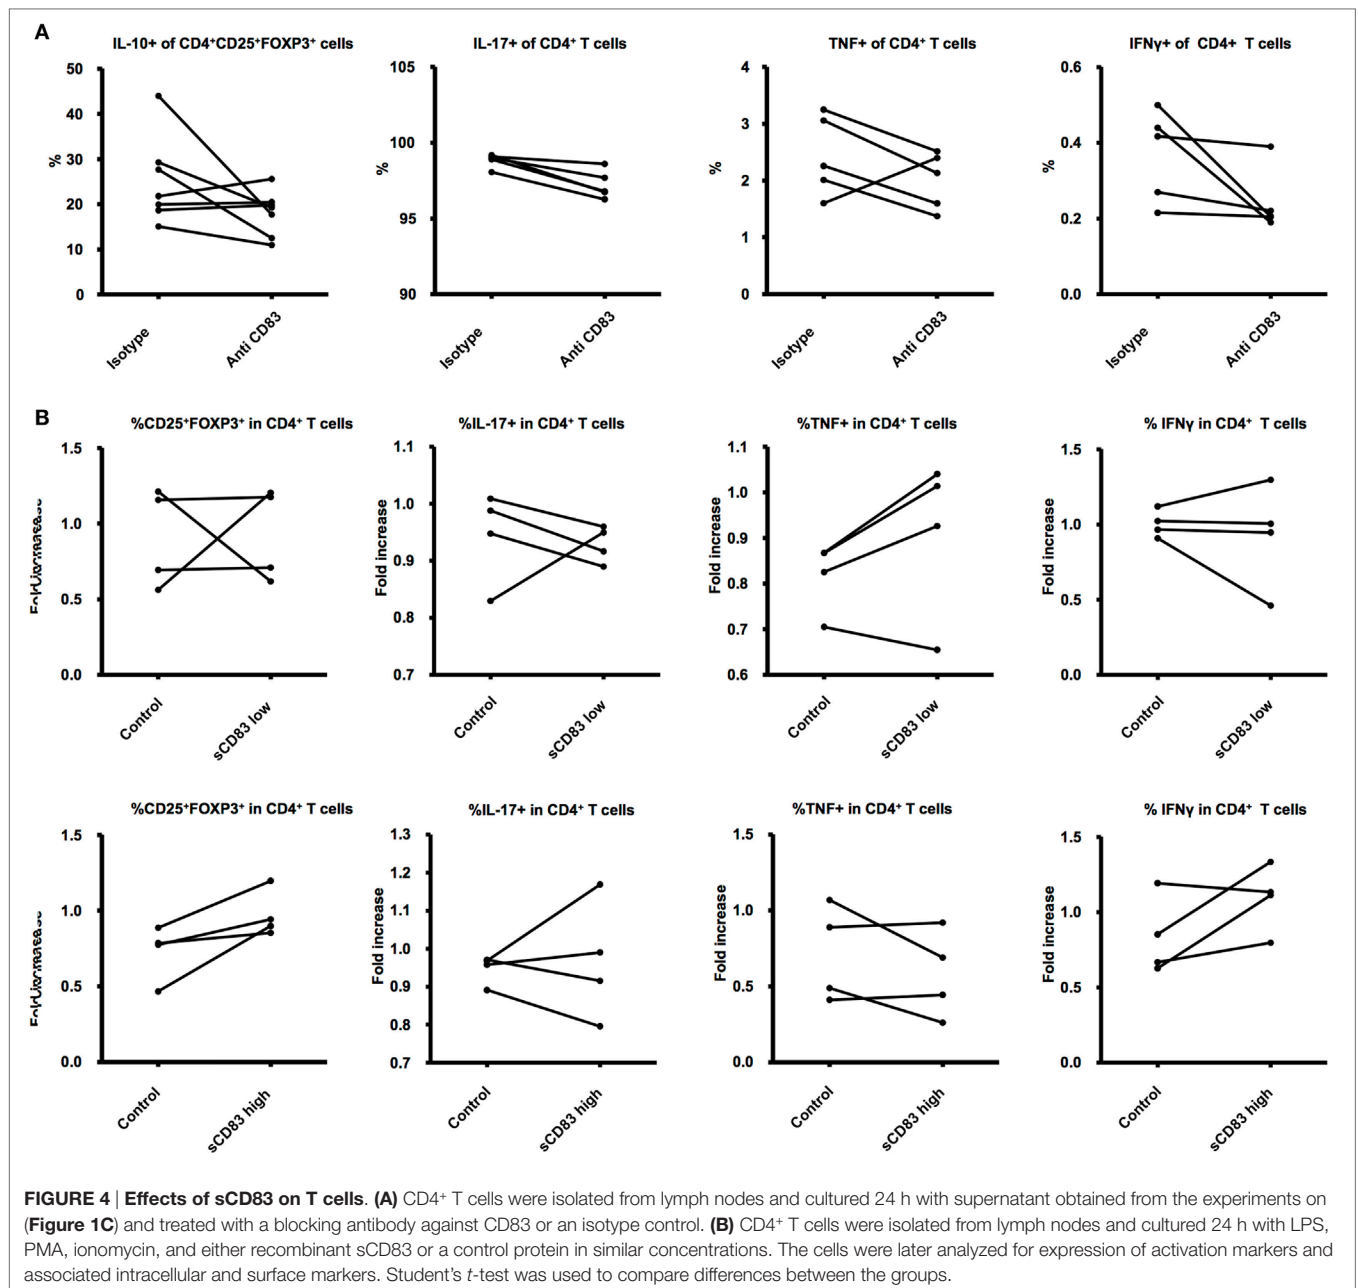 A
IL-10+ of CD4⁺CD25⁺FOXP3⁺ cells
50
40
30
20
10
0
%
Isotype
Anti CD83
IL-17+ of CD4⁺ T cells
105
100
95
90
%
Isotype
Anti CD83
TNF+ of CD4⁺ T cells
4
3
2
1
0
%
Isotype
Anti CD83
IFNγ+ of CD4+ T cells
0.6
0.4
0.2
0.0
%
Isotype
Anti CD83
B
%CD25⁺FOXP3⁺ in CD4⁺ T cells
1.5
1.0
0.5
0.0
Control
sCD83 low
%IL-17+ in CD4⁺ T cells
1.1
1.0
0.9
0.8
0.7
Fold increase
Control
sCD83 low
%TNF+ in CD4⁺ T cells
1.1
1.0
0.9
0.8
0.7
0.6
Fold increase
Control
sCD83 low
% IFNγ in CD4⁺ T cells
1.5
1.0
0.5
0.0
Fold increase
Control
sCD83 low
%CD25⁺FOXP3⁺ in CD4⁺ T cells
1.5
1.0
0.5
0.0
Control
sCD83 high
%IL-17+ in CD4⁺ T cells
1.3
1.2
1.1
1.0
0.9
0.8
0.7
Fold increase
Control
sCD83 high
%TNF+ in CD4⁺ T cells
1.5
1.0
0.5
0.0
Fold increase
Control
sCD83 high
% IFNγ in CD4⁺ T cells
1.5
1.0
0.5
0.0
Fold increase
Control
sCD83 high
FIGURE 4 | Effects of sCD83 on T cells. (A) CD4⁺ T cells were isolated from lymph nodes and cultured 24 h with supernatant obtained from the experiments on
(Figure 1C) and treated with a blocking antibody against CD83 or an isotype control. (B) CD4⁺ T cells were isolated from lymph nodes and cultured 24 h with LPS,
PMA, ionomycin, and either recombinant sCD83 or a control protein in similar concentrations. The cells were later analyzed for expression of activation markers and
associated intracellular and surface markers. Student's t-test was used to compare differences between the groups.